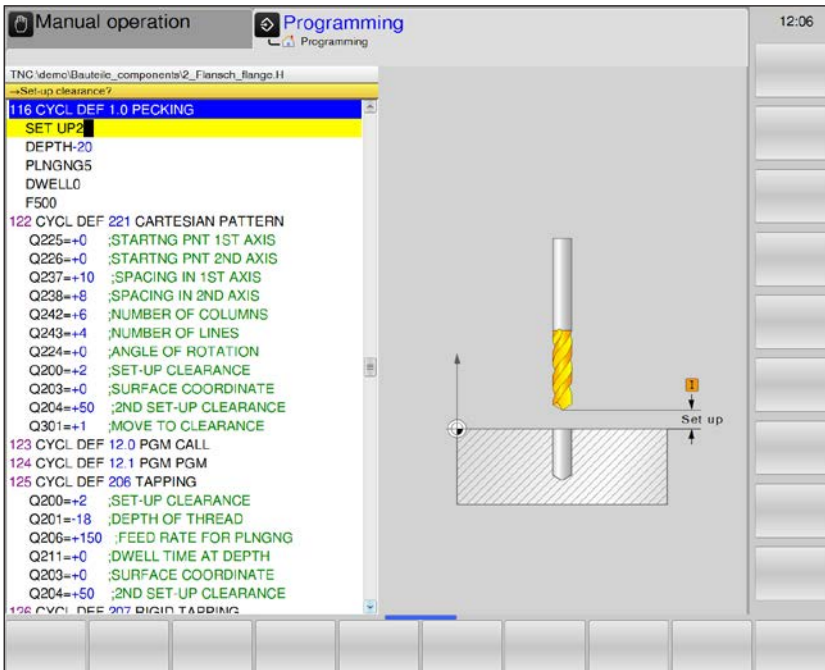 Manual operation
Programming
Programming
12:06
TNC:\demo\Bauteile_components\2_Flansch_flange.H
→Set-up clearance?
116 CYCL DEF 1.0 PECKING
SET UP2
DEPTH-20
PLNGNG5
DWELL0
F500
122 CYCL DEF 221 CARTESIAN PATTERN
Q225=+0 ;STARTNG PNT 1ST AXIS
Q226=+0 ;STARTNG PNT 2ND AXIS
Q237=+10 ;SPACING IN 1ST AXIS
Q238=+8 ;SPACING IN 2ND AXIS
Q242=+6 ;NUMBER OF COLUMNS
Q243=+4 ;NUMBER OF LINES
Q224=+0 ;ANGLE OF ROTATION
Q200=+2 ;SET-UP CLEARANCE
Q203=+0 ;SURFACE COORDINATE
Q204=+50 ;2ND SET-UP CLEARANCE
Q301=+1 ;MOVE TO CLEARANCE
123 CYCL DEF 12.0 PGM CALL
124 CYCL DEF 12.1 PGM PGM
125 CYCL DEF 206 TAPPING
Q200=+2 ;SET-UP CLEARANCE
Q201=-18 ;DEPTH OF THREAD
Q206=+150 ;FEED RATE FOR PLNGNG
Q211=+0 ;DWELL TIME AT DEPTH
Q203=+0 ;SURFACE COORDINATE
Q204=+50 ;2ND SET-UP CLEARANCE
126 CYCL DEF 207 RIGID TAPPING
I
Set up